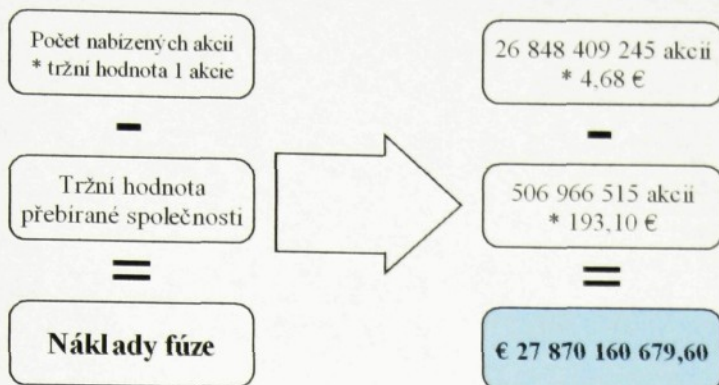 Počet nabízených akcií
* tržní hodnota 1 akcie
-
Tržní hodnota
přebírané společnosti
=
Náklady fúze
26 848 409 245 akcií
* 4,68 €
-
506 966 515 akcií
* 193,10 €
=
€ 27 870 160 679,60